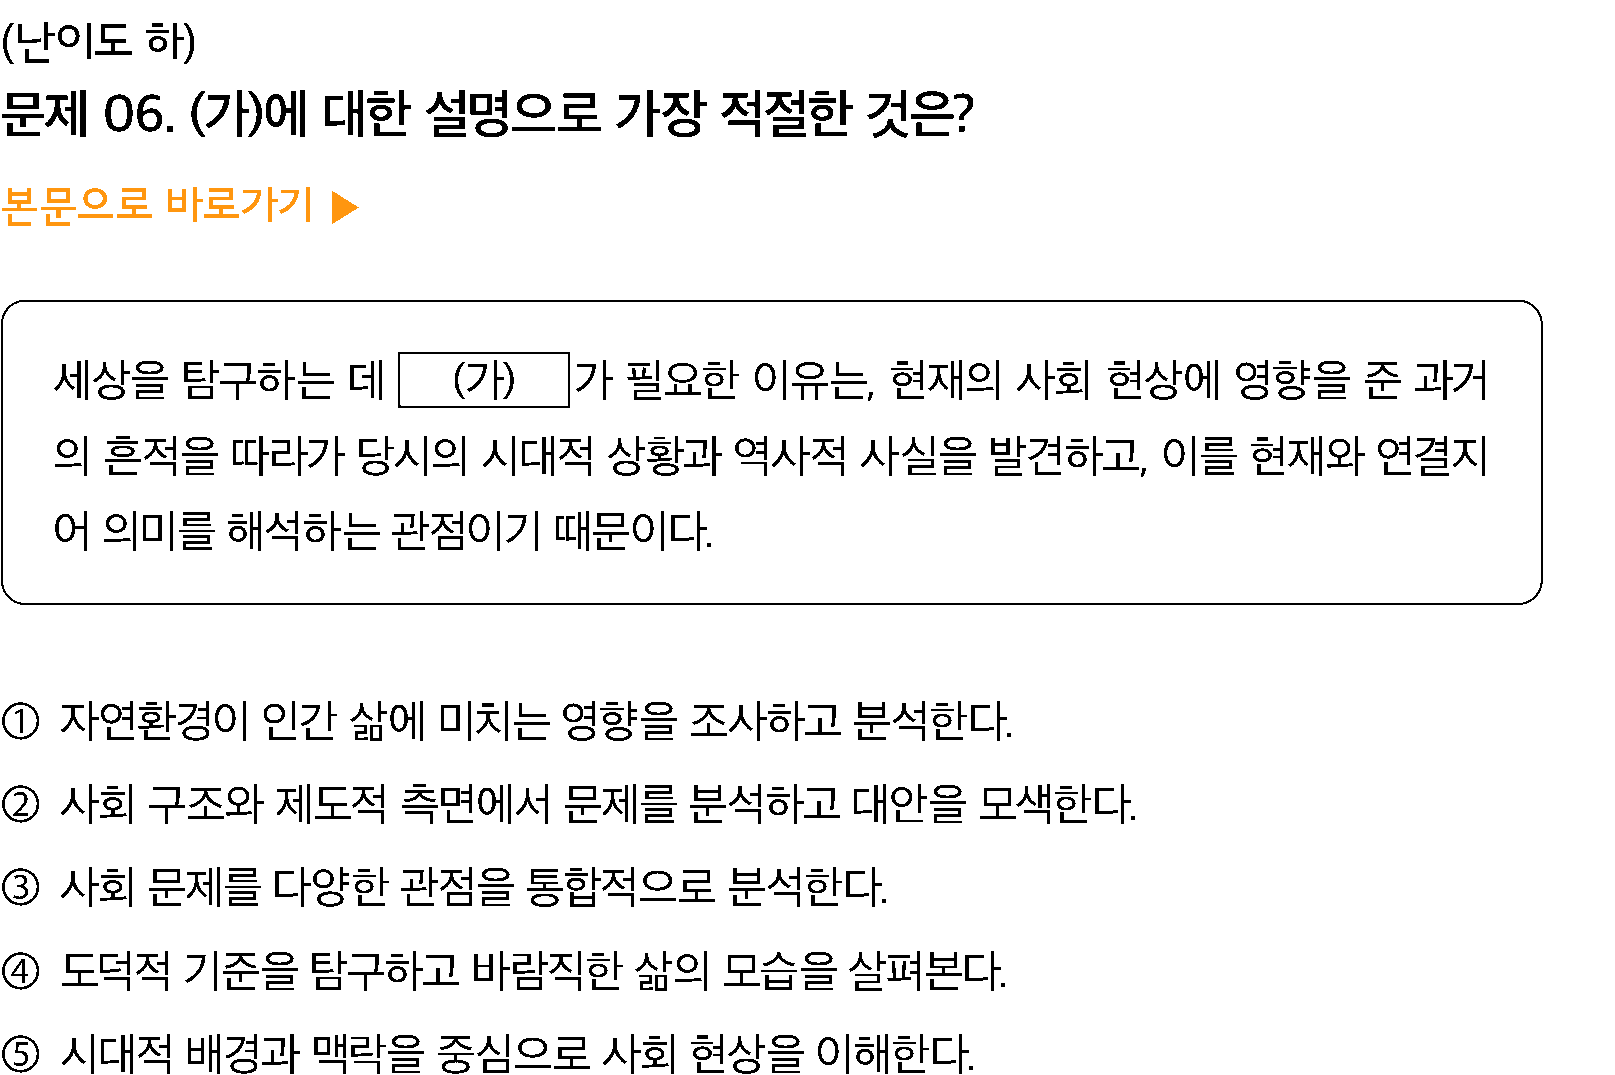 (난이도 하)
문제 06. (가)에 대한 설명으로 가장 적절한 것은?
본문으로 바로가기 ▶
세상을 탐구하는 데 (가) 가 필요한 이유는, 현재의 사회 현상에 영향을 준 과거
의 흔적을 따라가 당시의 시대적 상황과 역사적 사실을 발견하고, 이를 현재와 연결지
어 의미를 해석하는 관점이기 때문이다.
① 자연환경이 인간 삶에 미치는 영향을 조사하고 분석한다.
② 사회 구조와 제도적 측면에서 문제를 분석하고 대안을 모색한다.
③ 사회 문제를 다양한 관점을 통합적으로 분석한다.
④ 도덕적 기준을 탐구하고 바람직한 삶의 모습을 살펴본다.
⑤ 시대적 배경과 맥락을 중심으로 사회 현상을 이해한다.